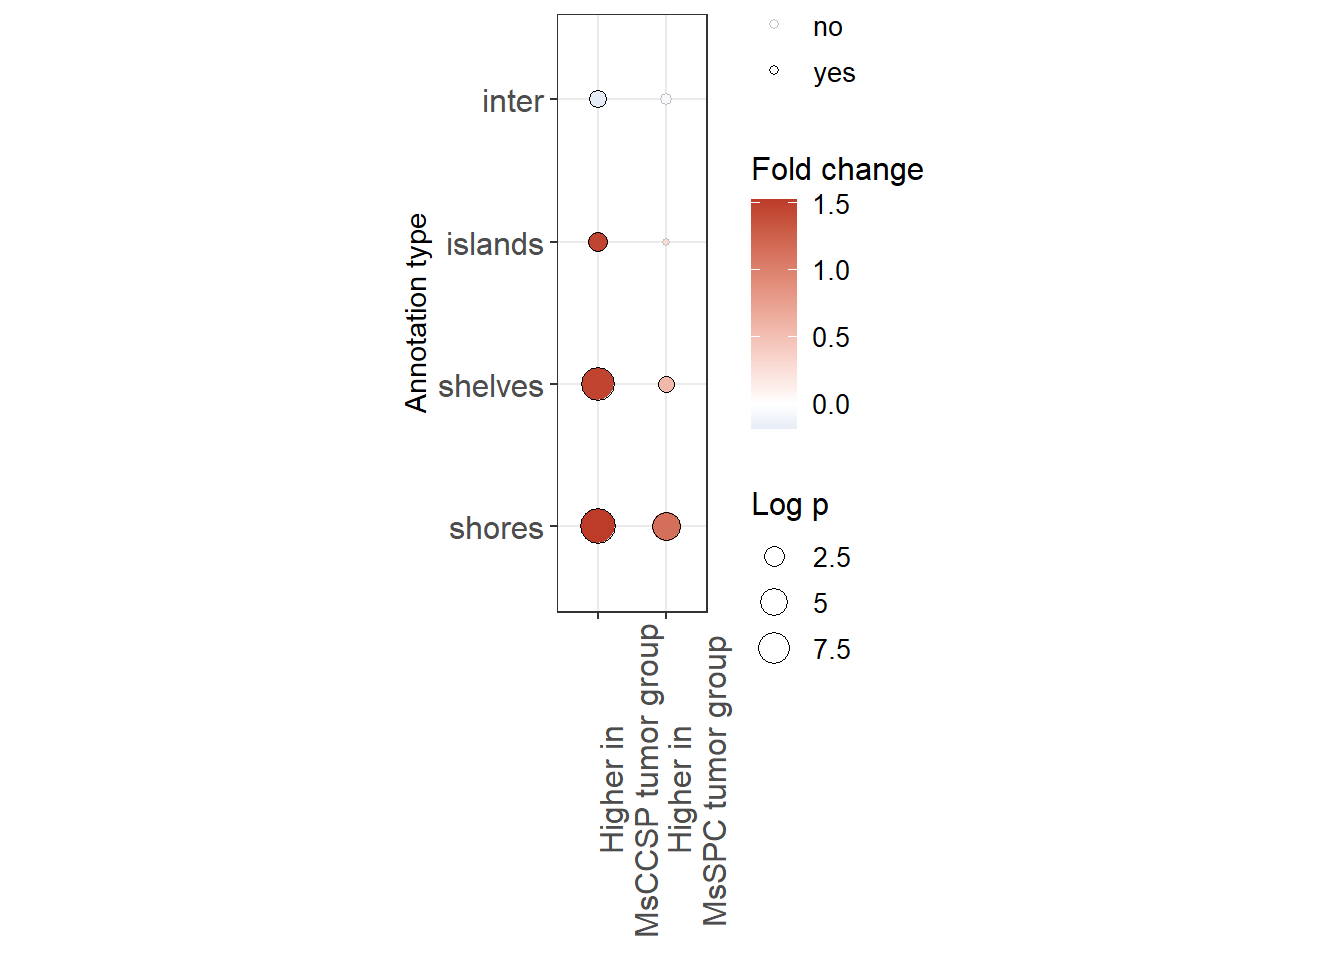 inter
islands
shelves
shores
Annotation type
Higher in
MsCCSP tumor group
Higher in
MsSPC tumor group
no
yes
Fold change
1.5
1.0
0.5
0.0
Log p
2.5
5
7.5